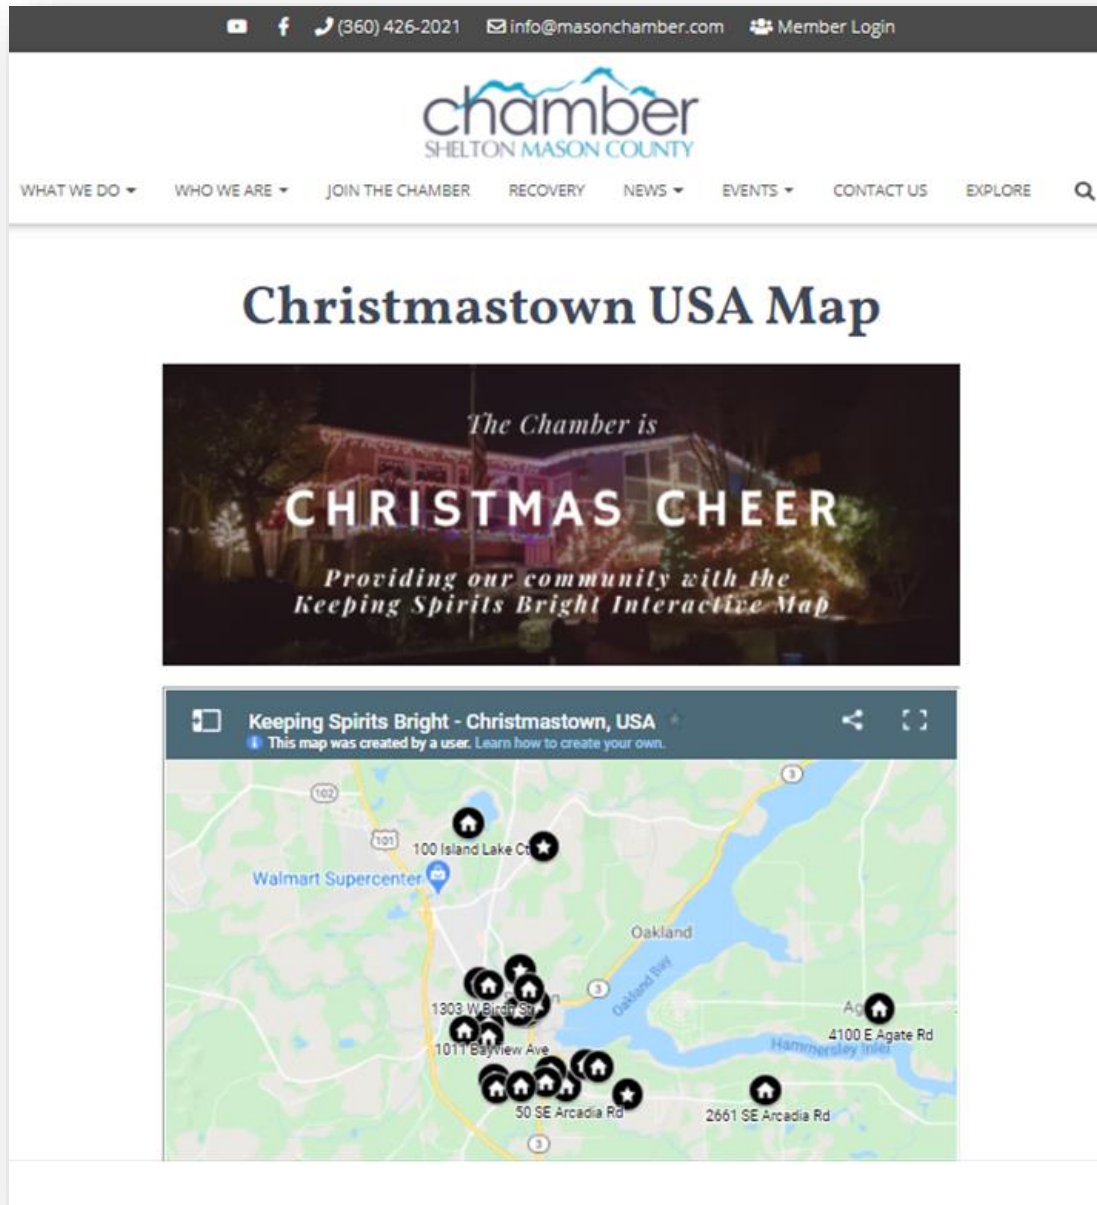 (360) 426-2021 info@masonchamber.com Member Login
chamber
SHELTON MASON COUNTY
WHAT WE DO WHO WE ARE JOIN THE CHAMBER RECOVERY NEWS EVENTS CONTACT US EXPLORE
Christmastown USA Map
The Chamber is
CHRISTMAS CHEER
Providing our community with the
Keeping Spirits Bright Interactive Map
Keeping Spirits Bright - Christmastown, USA
This map was created by a user. Learn how to create your own.
3
102
101
100 Island Lake Ct
Walmart Supercenter
Oakland
3
Oakland Bay
1303 W Birch St
4100 E Agate Rd
1011 Bayview Ave
Hammersley Inlet
50 SE Arcadia Rd
2661 SE Arcadia Rd
3